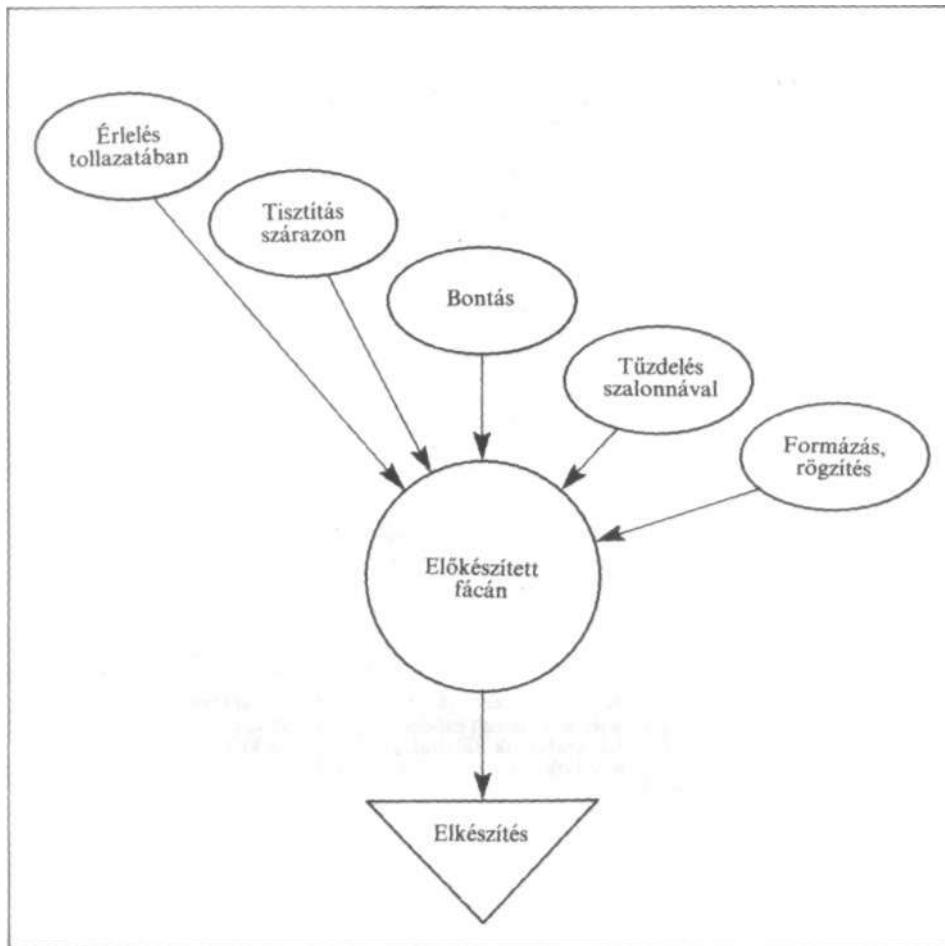 Érlelés
tollazatában
Tisztítás
szárazon
Bontás
Tűzdelés
szalonnával
Formázás,
rögzítés
Előkészített
fácán
Elkészítés